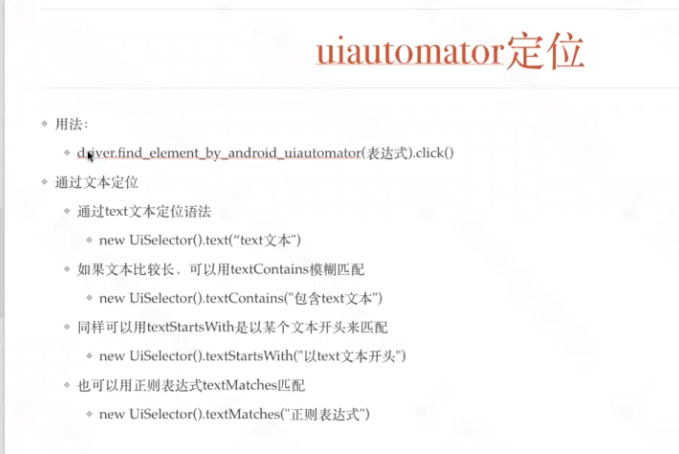 uiautomator定位
用法：
driver.find_element_by_android_uiautomator(表达式).click()
通过文本定位
通过text文本定位语法
new UiSelector().text(“text文本")
如果文本比较长，可以用textContains模糊匹配
new UiSelector().textContains("包含text文本")
同样可以用textStartsWith是以某个文本开头来匹配
new UiSelector().textStartsWith("以text文本开头")
也可以用正则表达式textMatches匹配
new UiSelector().textMatches("正则表达式")